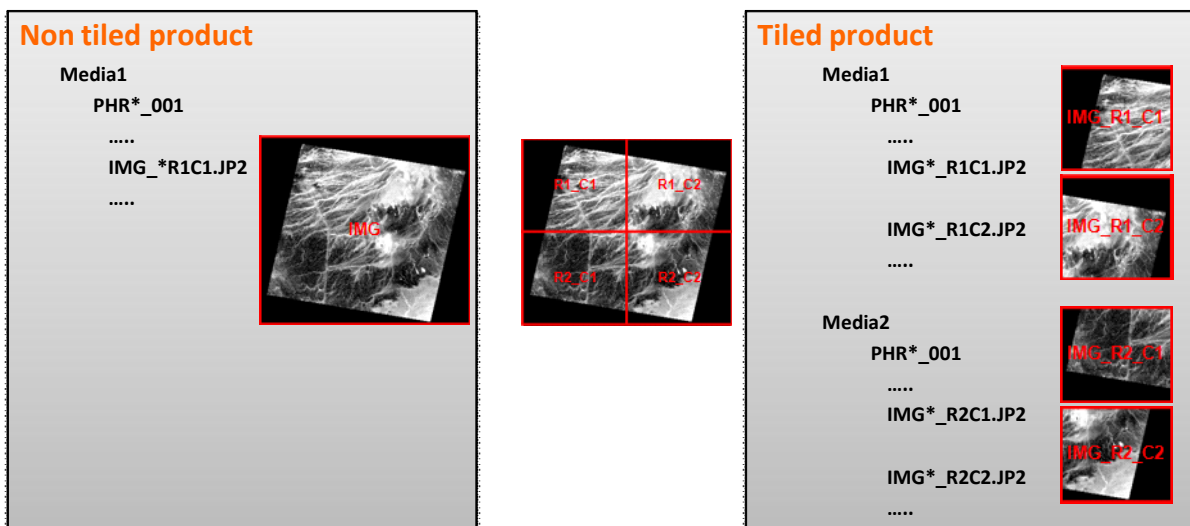 Non tiled product
Media1
PHR*_001
.....
IMG_*R1C1.JP2
.....
IMG
R1_C1
R1_C2
R2_C1
R2_C2
Tiled product
Media1
PHR*_001
.....
IMG*_R1C1.JP2
IMG_R1_C1
IMG*_R1C2.JP2
IMG_R1_C2
.....
Media2
PHR*_001
IMG_R2_C1
.....
IMG*_R2C1.JP2
IMG_R2_C2
IMG*_R2C2.JP2
.....